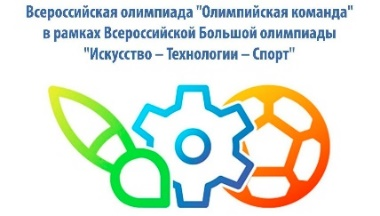 Всероссийская олимпиада "Олимпийская команда"
в рамках Всероссийской Большой олимпиады
"Искусство – Технологии – Спорт"